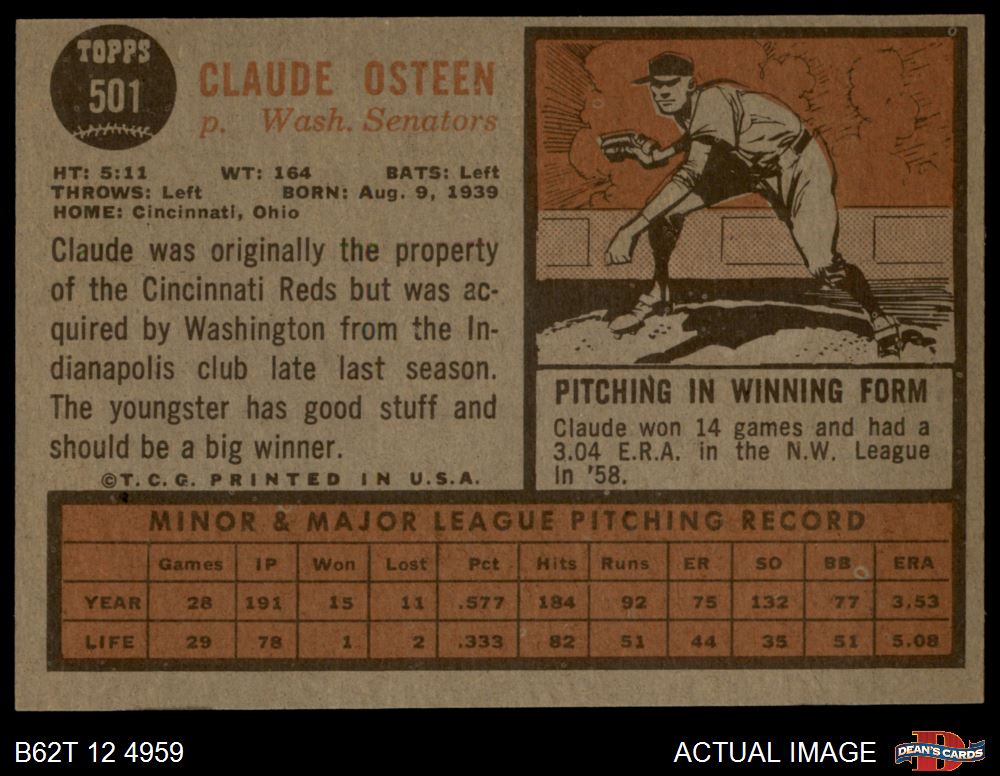 TOPPS
501
CLAUDE OSTEEN
p. Wash. Senators
HT: 5:11 WT: 164 BATS: Left
THROWS: Left BORN: Aug. 9, 1939
HOME: Cincinnati, Ohio
Claude was originally the property
of the Cincinnati Reds but was ac-
quired by Washington from the In-
dianapolis club late last season.
The youngster has good stuff and
should be a big winner.
©T.C.G. PRINTED IN U.S.A.
PITCHING IN WINNING FORM
Claude won 14 games and had a
3.04 E.R.A. in the N.W. League
in '58.
MINOR & MAJOR LEAGUE PITCHING RECORD
Games IP Won Lost Pct Hits Runs ER SO BB ERA
YEAR 28 191 15 11 .577 184 92 75 132 77 3.53
LIFE 29 78 1 2 .333 82 51 44 35 51 5.08
B62T 12 4959
ACTUAL IMAGE
D
DEAN'S CARDS